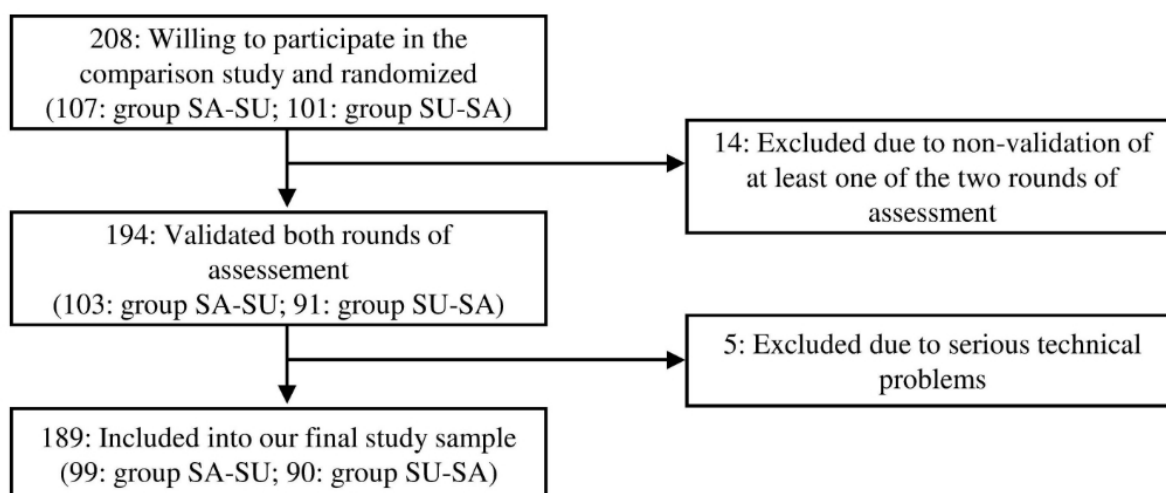 208: Willing to participate in the
comparison study and randomized
(107: group SA-SU; 101: group SU-SA)
14: Excluded due to non-validation of
at least one of the two rounds of
assessment
194: Validated both rounds of
assessement
(103: group SA-SU; 91: group SU-SA)
5: Excluded due to serious technical
problems
189: Included into our final study sample
(99: group SA-SU; 90: group SU-SA)